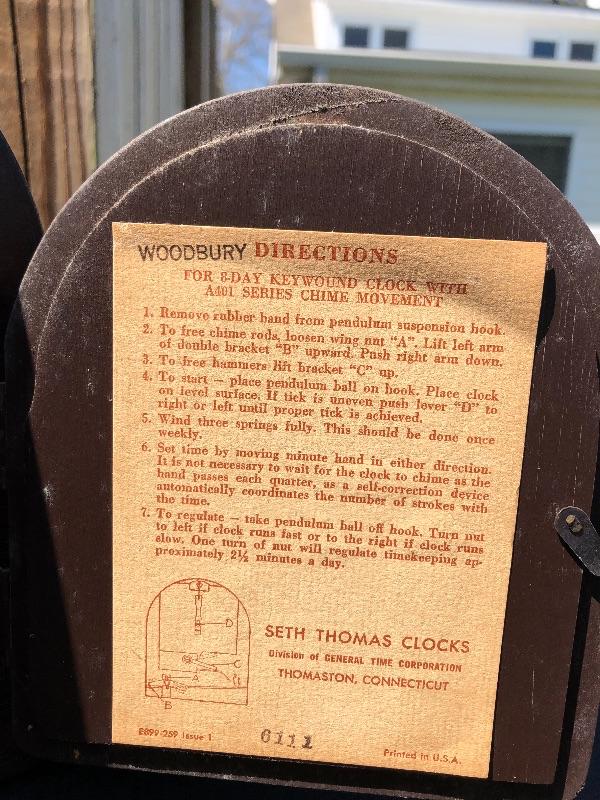 WOODBURY DIRECTIONS
FOR 8-DAY KEYWOUND CLOCK WITH
A401 SERIES CHIME MOVEMENT
1. Remove rubber band from pendulum suspension hook.
2. To free chime rods, loosen wing nut "A". Lift left arm
of double bracket "B" upward. Push right arm down.
3. To free hammers lift bracket "C" up.
4. To start — place pendulum ball on hook. Place clock
on level surface. If tick is uneven push lever "D" to
right or left until proper tick is achieved.
5. Wind three springs fully. This should be done once
weekly.
6. Set time by moving minute hand in either direction.
It is not necessary to wait for the clock to chime as the
hand passes each quarter, as a self-correction device
automatically coordinates the number of strokes with
the time.
7. To regulate — take pendulum ball off hook. Turn nut
to left if clock runs fast or to the right if clock runs
slow. One turn of nut will regulate timekeeping ap-
proximately 2½ minutes a day.
D
C
A
B
SETH THOMAS CLOCKS
Division of GENERAL TIME CORPORATION
THOMASTON, CONNECTICUT
E899-259 Issue 1
6111
Printed in U.S.A.